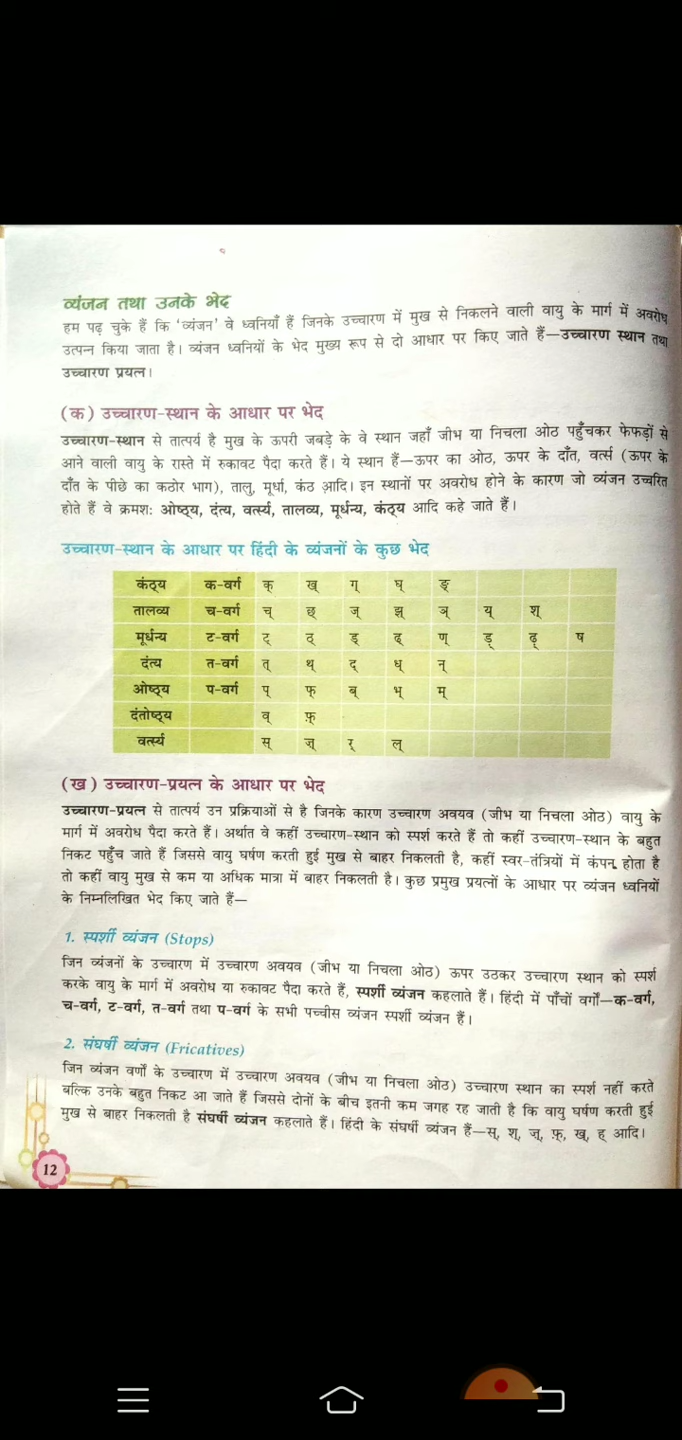 व्यंजन तथा उनके भेद
हम पढ़ चुके हैं कि 'व्यंजन' वे ध्वनियाँ हैं जिनके उच्चारण में मुख से निकलने वाली वायु के मार्ग में अवरोध
उत्पन्न किया जाता है। व्यंजन ध्वनियों के भेद मुख्य रूप से दो आधार पर किए जाते हैं—उच्चारण स्थान तथा
उच्चारण प्रयत्न।
(क) उच्चारण-स्थान के आधार पर भेद
उच्चारण-स्थान से तात्पर्य है मुख के ऊपरी जबड़े के वे स्थान जहाँ जीभ या निचला ओठ पहुँचकर फेफड़ों से
आने वाली वायु के रास्ते में रुकावट पैदा करते हैं। ये स्थान हैं—ऊपर का ओठ, ऊपर के दाँत, वर्त्स (ऊपर के
दाँत के पीछे का कठोर भाग), तालु, मूर्धा, कंठ आदि। इन स्थानों पर अवरोध होने के कारण जो व्यंजन उच्चरित
होते हैं वे क्रमशः ओष्ठ्य, दंत्य, वर्त्स्य, तालव्य, मूर्धन्य, कंठ्य आदि कहे जाते हैं।
उच्चारण-स्थान के आधार पर हिंदी के व्यंजनों के कुछ भेद
कंठ्य क-वर्ग क् ख् ग् घ् ङ्
तालव्य च-वर्ग च् छ् ज् झ् ञ् य् श्
मूर्धन्य ट-वर्ग ट् ठ् ड् ढ् ण् ड़् ढ़् ष
दंत्य त-वर्ग त् थ् द् ध् न्
ओष्ठ्य प-वर्ग प् फ् ब् भ् म्
दंतोष्ठ्य व् फ़्
वर्त्स्य स् ज़् र् ल्
(ख) उच्चारण-प्रयत्न के आधार पर भेद
उच्चारण-प्रयत्न से तात्पर्य उन प्रक्रियाओं से है जिनके कारण उच्चारण अवयव (जीभ या निचला ओठ) वायु के
मार्ग में अवरोध पैदा करते हैं। अर्थात वे कहीं उच्चारण-स्थान को स्पर्श करते हैं तो कहीं उच्चारण-स्थान के बहुत
निकट पहुँच जाते हैं जिससे वायु घर्षण करती हुई मुख से बाहर निकलती है, कहीं स्वर-तंत्रियों में कंपन होता है
तो कहीं वायु मुख से कम या अधिक मात्रा में बाहर निकलती है। कुछ प्रमुख प्रयत्नों के आधार पर व्यंजन ध्वनियों
के निम्नलिखित भेद किए जाते हैं—
1. स्पर्शी व्यंजन (Stops)
जिन व्यंजनों के उच्चारण में उच्चारण अवयव (जीभ या निचला ओठ) ऊपर उठकर उच्चारण स्थान को स्पर्श
करके वायु के मार्ग में अवरोध या रुकावट पैदा करते हैं, स्पर्शी व्यंजन कहलाते हैं। हिंदी में पाँचों वर्गों—क-वर्ग,
च-वर्ग, ट-वर्ग, त-वर्ग तथा प-वर्ग के सभी पच्चीस व्यंजन स्पर्शी व्यंजन हैं।
2. संघर्षी व्यंजन (Fricatives)
जिन व्यंजन वर्णों के उच्चारण में उच्चारण अवयव (जीभ या निचला ओठ) उच्चारण स्थान का स्पर्श नहीं करते
बल्कि उनके बहुत निकट आ जाते हैं जिससे दोनों के बीच इतनी कम जगह रह जाती है कि वायु घर्षण करती हुई
मुख से बाहर निकलती है संघर्षी व्यंजन कहलाते हैं। हिंदी के संघर्षी व्यंजन हैं—स्, श्, ज़्, फ़्, ख़्, ह् आदि।
12